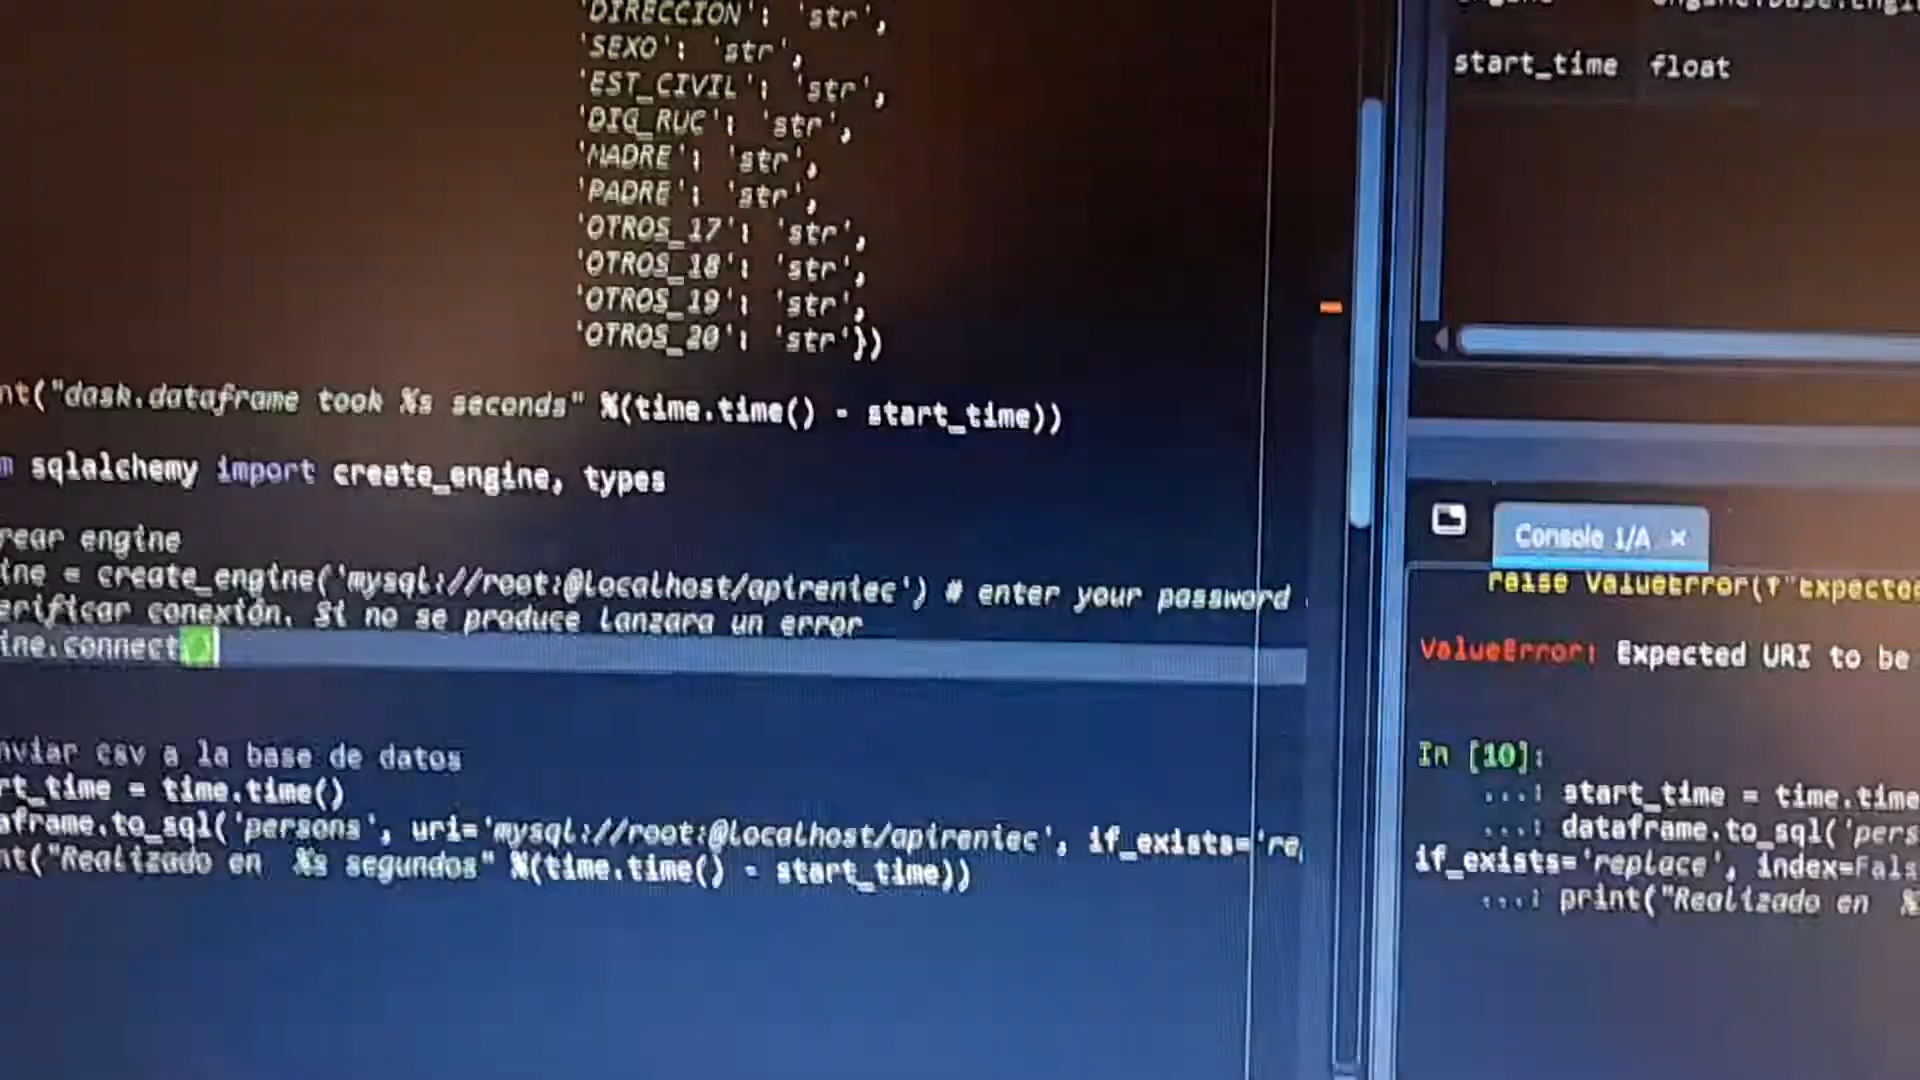 'DIRECCION': 'str',
'SEXO': 'str',
'EST_CIVIL': 'str',
'DIG_RUC': 'str',
'MADRE': 'str',
'PADRE': 'str',
'OTROS_17': 'str',
'OTROS_18': 'str',
'OTROS_19': 'str',
'OTROS_20': 'str'})
nt("dask.dataframe took %s seconds" %(time.time() - start_time))
m sqlalchemy import create_engine, types
rear engine
ine = create_engine('mysql://root:@localhost/apireniec') # enter your password
erificar conexión. Si no se produce lanzara un error
ine.connect()
nviar csv a la base de datos
rt_time = time.time()
aframe.to_sql('persons', uri='mysql://root:@localhost/apireniec', if_exists='re
nt("Realizado en  %s segundos" %(time.time() - start_time))
start_time float
Console 1/A ×
raise ValueError(f"Expected
ValueError: Expected URI to be
In [10]:
...: start_time = time.time
...: dataframe.to_sql('pers
if_exists='replace', index=Fals
...: print("Realizado en  %